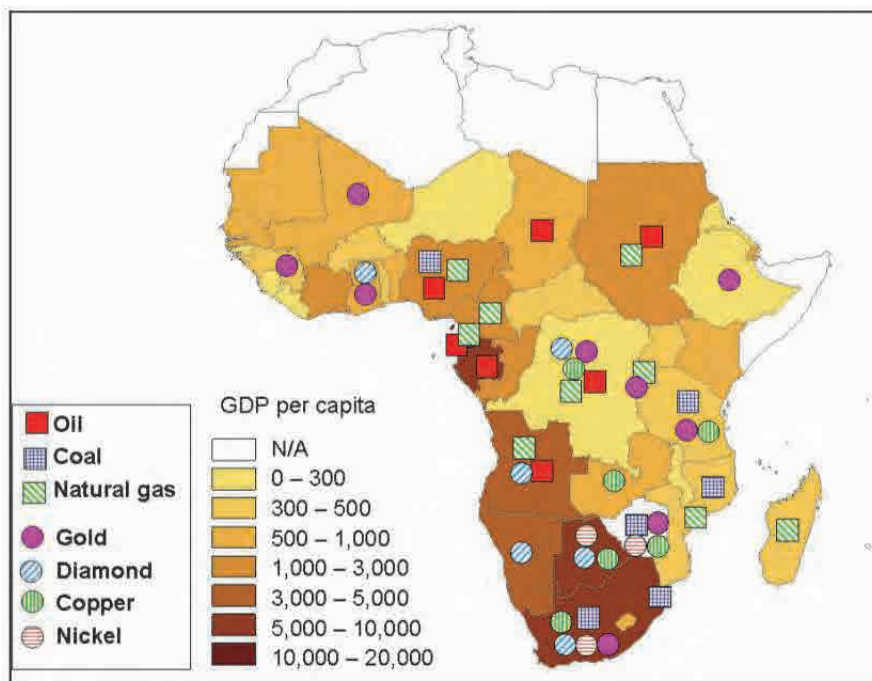 Oil
Coal
Natural gas
Gold
Diamond
Copper
Nickel
GDP per capita
N/A
0 – 300
300 – 500
500 – 1,000
1,000 – 3,000
3,000 – 5,000
5,000 – 10,000
10,000 – 20,000